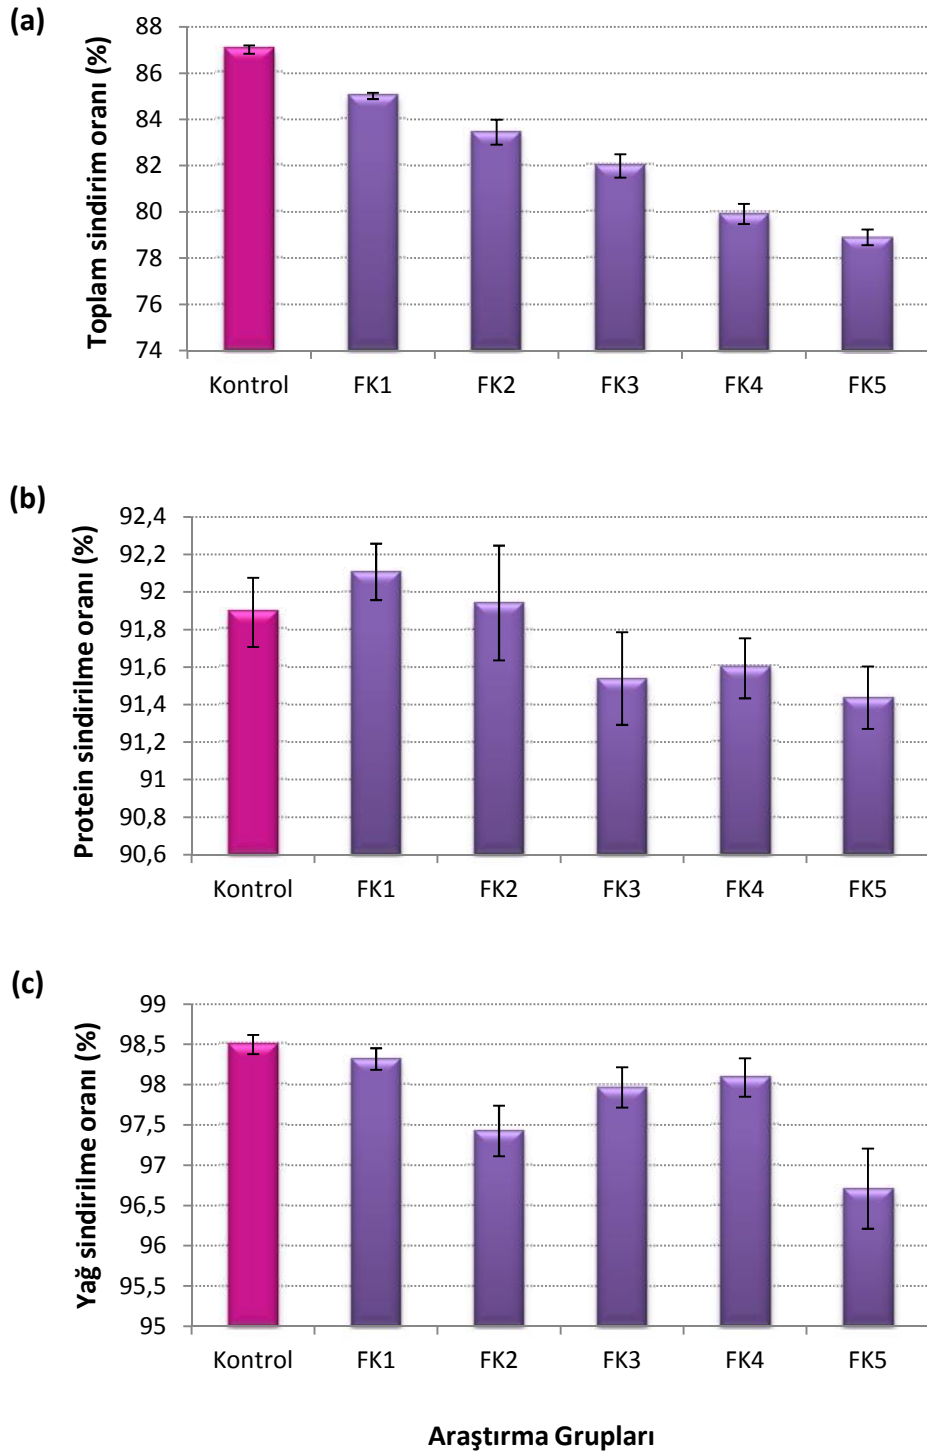 (a)
Toplam sindirim oranı (%)
88
86
84
82
80
78
76
74
Kontrol FK1 FK2 FK3 FK4 FK5
(b)
Protein sindirilme oranı (%)
92,4
92,2
92
91,8
91,6
91,4
91,2
91
90,8
90,6
Kontrol FK1 FK2 FK3 FK4 FK5
(c)
Yağ sindirilme oranı (%)
99
98,5
98
97,5
97
96,5
96
95,5
95
Kontrol FK1 FK2 FK3 FK4 FK5
Araştırma Grupları